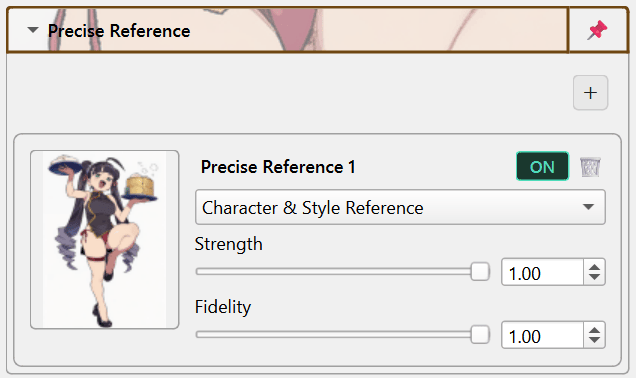 Precise Reference
+
Precise Reference 1
ON
Character & Style Reference
Strength
1.00
Fidelity
1.00